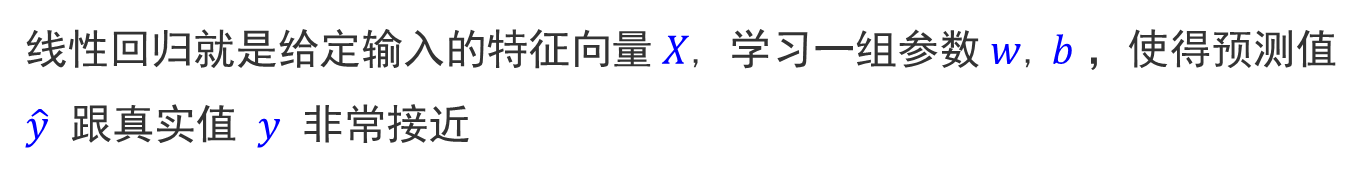 线性回归就是给定输入的特征向量 X, 学习一组参数 w, b ，使得预测值
ŷ 跟真实值 y 非常接近